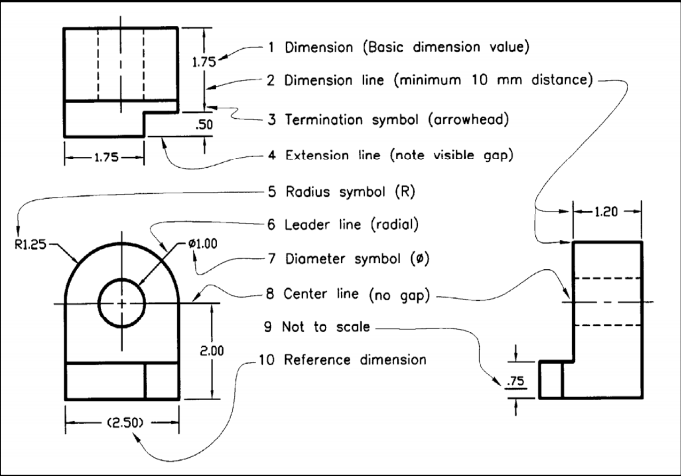 1.75
1 Dimension (Basic dimension value)
2 Dimension line (minimum 10 mm distance)
3 Termination symbol (arrowhead)
.50
1.75
4 Extension line (note visible gap)
5 Radius symbol (R)
6 Leader line (radial)
R1.25
ø1.00
7 Diameter symbol (ø)
1.20
8 Center line (no gap)
9 Not to scale
2.00
10 Reference dimension
.75
(2.50)